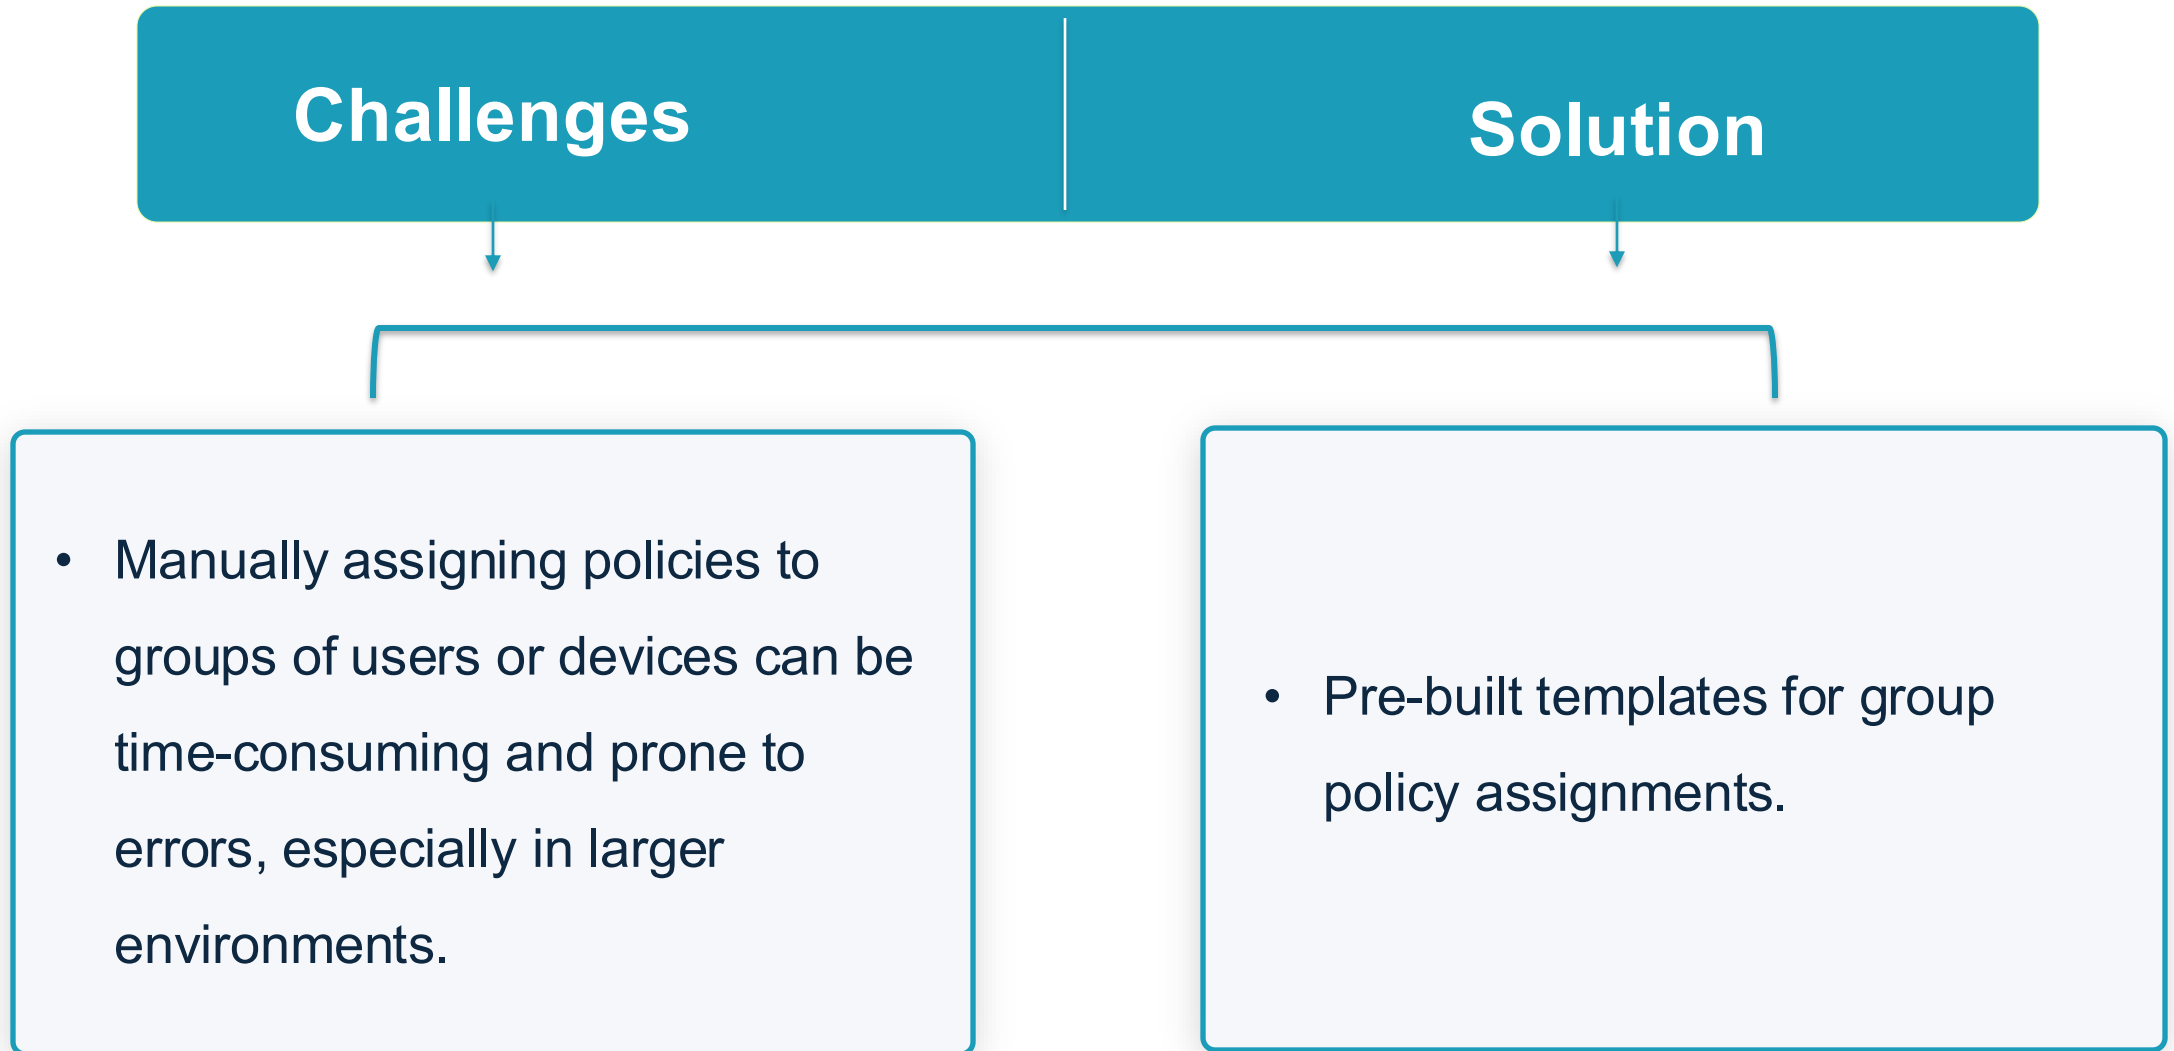 Challenges
Solution
• Manually assigning policies to
groups of users or devices can be
time-consuming and prone to
errors, especially in larger
environments.
• Pre-built templates for group
policy assignments.